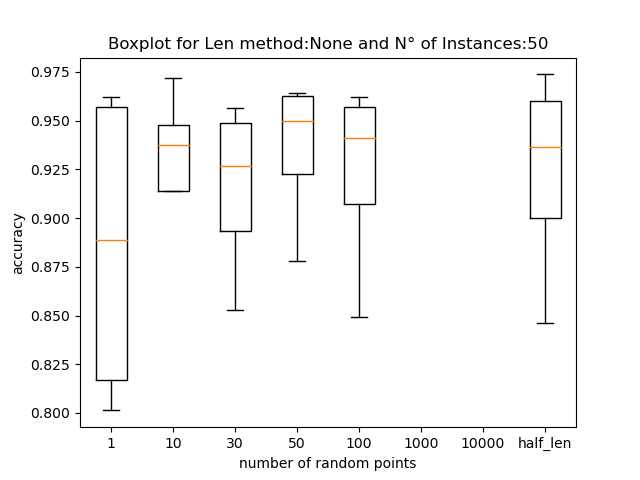 Boxplot for Len method:None and N° of Instances:50
0.975
0.950
0.925
0.900
0.875
0.850
0.825
0.800
accuracy
1 10 30 50 100 1000 10000 half_len
number of random points